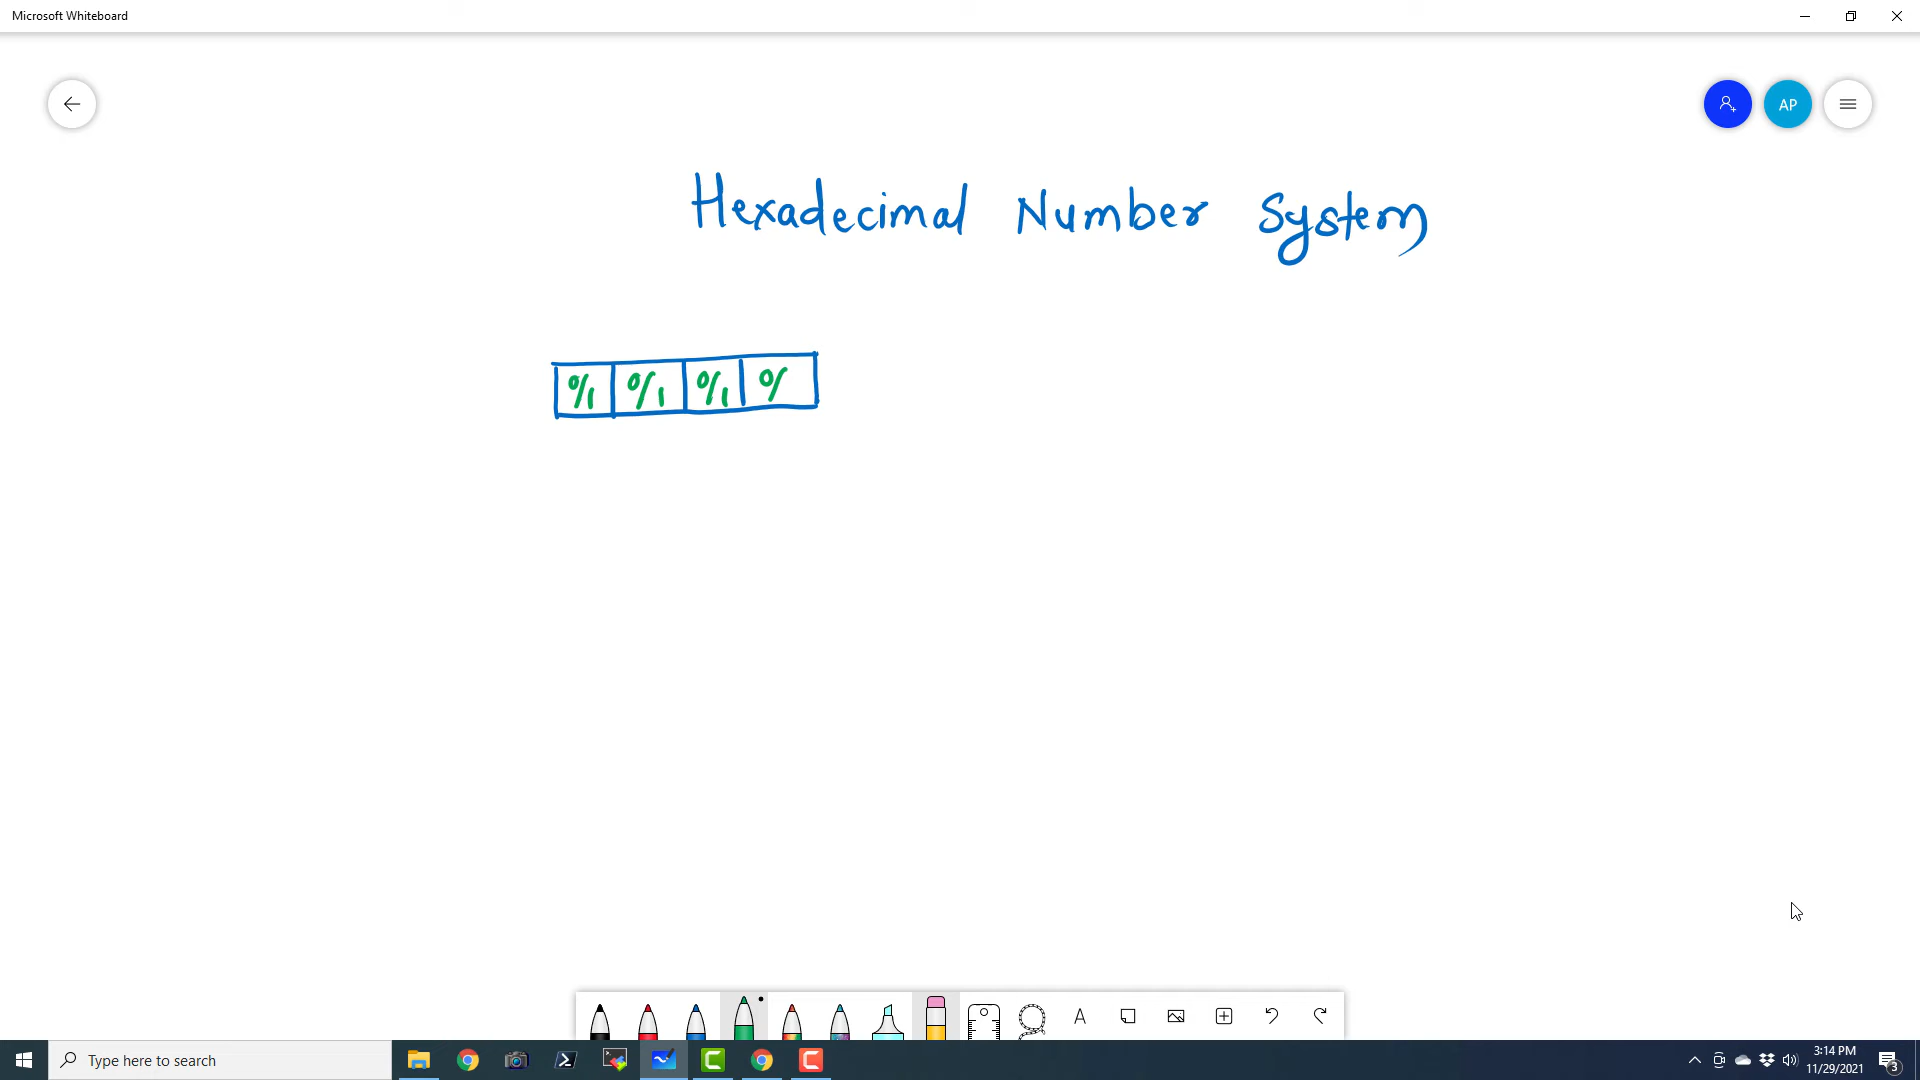 Microsoft Whiteboard
AP
Hexadecimal Number System
0/1 0/1 0/1 0/
A
Type here to search
3:14 PM
11/29/2021
3